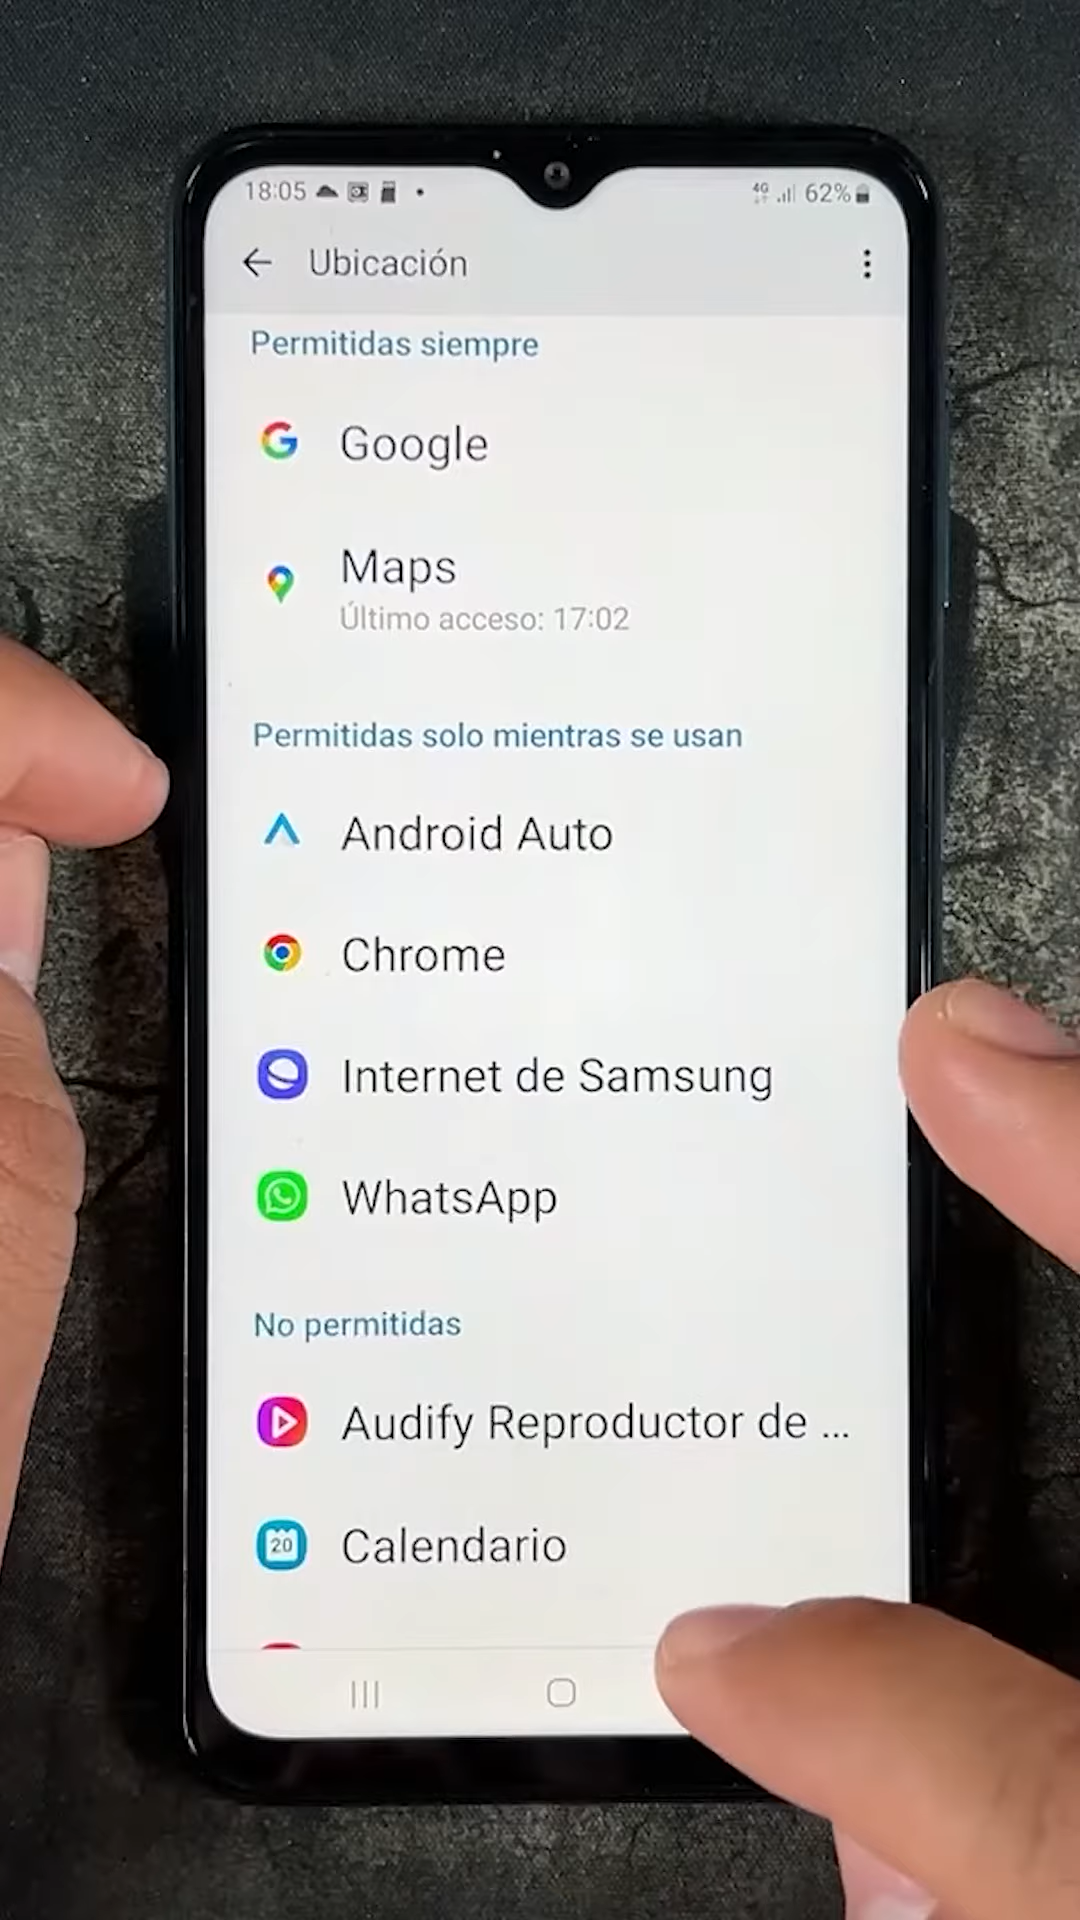 18:05
4G 62%
Ubicación
Permitidas siempre
Google
Maps
Último acceso: 17:02
Permitidas solo mientras se usan
Android Auto
Chrome
Internet de Samsung
WhatsApp
No permitidas
Audify Reproductor de ...
20
Calendario